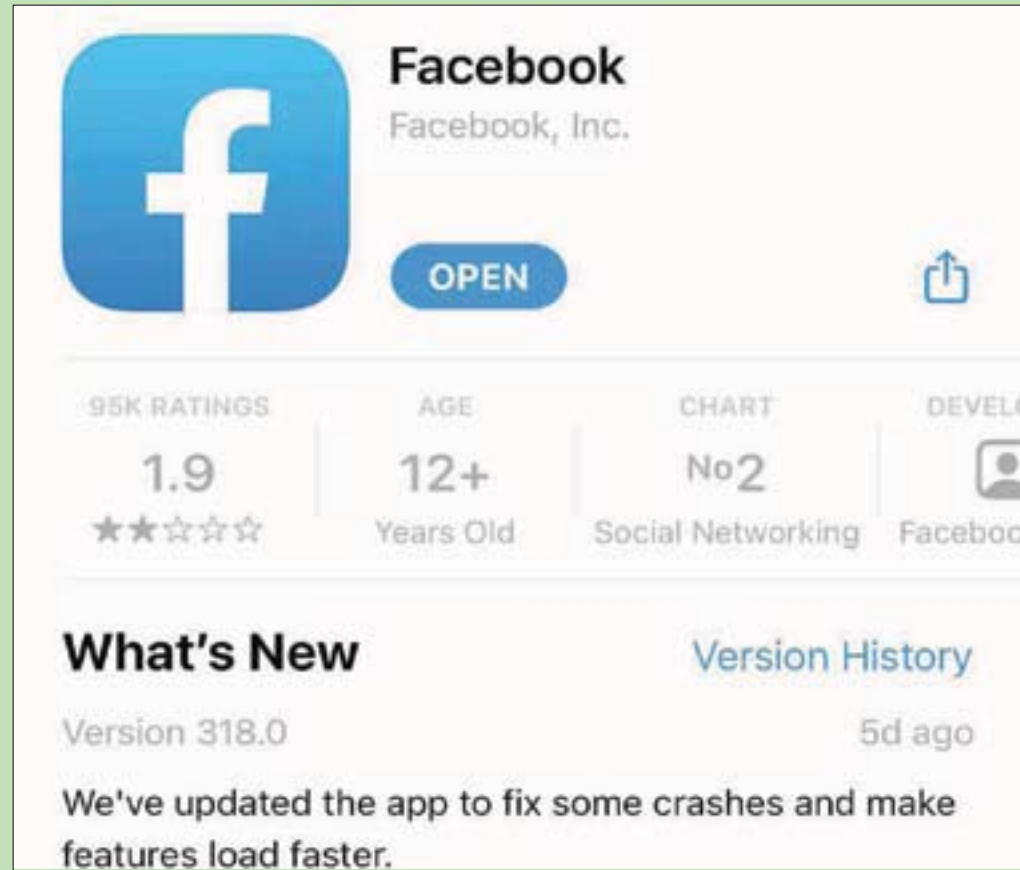 Facebook
Facebook, Inc.
OPEN
95K RATINGS
AGE
CHART
1.9
12+
No2
Years Old
Social Networking
What's New
Version History
Version 318.0
5d ago
We've updated the app to fix some crashes and make
features load faster.